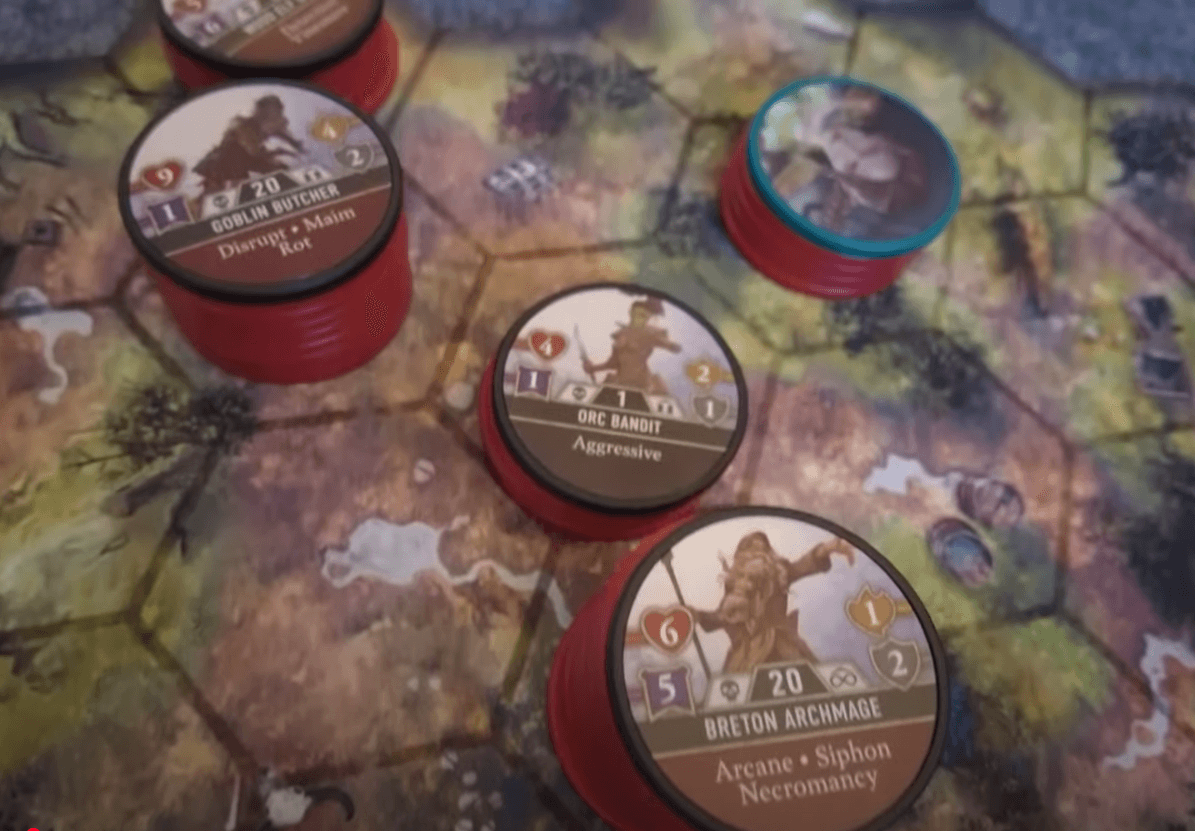 9
4
2
1
20
GOBLIN BUTCHER
Disrupt • Maim
Rot
4
2
1
1
1
ORC BANDIT
Aggressive
6
1
5
2
20
BRETON ARCHMAGE
Arcane • Siphon
Necromancy